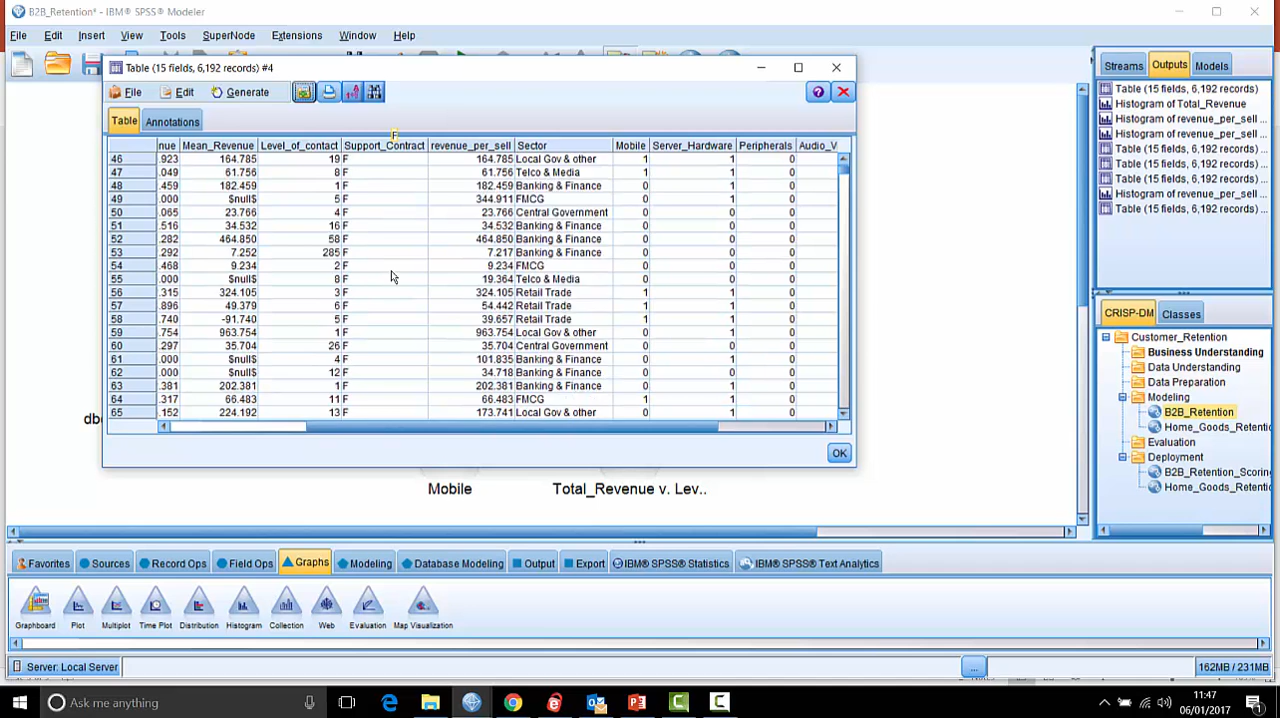 B2B_Retention* - IBM® SPSS® Modeler
File Edit Insert View Tools SuperNode Extensions Window Help
Table (15 fields, 6,192 records) #4
File Edit Generate
Table Annotations
F
nue Mean_Revenue Level_of_contact Support_Contract revenue_per_sell Sector Mobile Server_Hardware Peripherals Audio_V
46 .923 164.785 19 F 164.785 Local Gov & other 1 1 0
47 .049 61.756 8 F 61.756 Telco & Media 1 1 0
48 .459 182.459 1 F 182.459 Banking & Finance 0 1 0
49 .000 $null$ 5 F 344.911 FMCG 0 1 0
50 .065 23.766 4 F 23.766 Central Government 0 1 0
51 .516 34.532 16 F 34.532 Banking & Finance 0 1 0
52 .282 464.850 58 F 464.850 Banking & Finance 0 0 0
53 .292 7.252 285 F 7.217 Banking & Finance 0 1 0
54 .468 9.234 2 F 9.234 FMCG 0 1 0
55 .000 $null$ 8 F 19.364 Telco & Media 1 0 0
56 .315 324.105 3 F 324.105 Retail Trade 1 1 0
57 .896 49.379 6 F 54.442 Retail Trade 1 1 0
58 .740 -91.740 5 F 39.657 Retail Trade 1 1 0
59 .754 963.754 1 F 963.754 Local Gov & other 0 1 0
60 .297 35.704 26 F 35.704 Central Government 0 0 0
61 .000 $null$ 4 F 101.835 Banking & Finance 0 1 0
62 .000 $null$ 12 F 34.718 Banking & Finance 0 0 0
63 .381 202.381 1 F 202.381 Banking & Finance 0 1 0
64 .317 66.483 11 F 66.483 FMCG 1 1 0
65 .152 224.192 13 F 173.741 Local Gov & other 0 1 0
OK
Mobile Total_Revenue v. Lev..
Streams Outputs Models
Table (15 fields, 6,192 records)
Histogram of Total_Revenue
Histogram of revenue_per_sell ...
Histogram of revenue_per_sell ...
Table (15 fields, 6,192 records) ...
Table (15 fields, 6,192 records) ...
Table (15 fields, 6,192 records) ...
Histogram of revenue_per_sell ...
Table (15 fields, 6,192 records) ...
CRISP-DM Classes
Customer_Retention
Business Understanding
Data Understanding
Data Preparation
Modeling
B2B_Retention
Home_Goods_Retenti
Evaluation
Deployment
B2B_Retention_Scorin
Home_Goods_Retenti
Favorites Sources Record Ops Field Ops Graphs Modeling Database Modeling Output Export IBM® SPSS® Statistics IBM® SPSS® Text Analytics
Graphboard Plot Multiplot Time Plot Distribution Histogram Collection Web Evaluation Map Visualization
Server: Local Server ... 162MB / 231MB
Ask me anything
11:47
06/01/2017